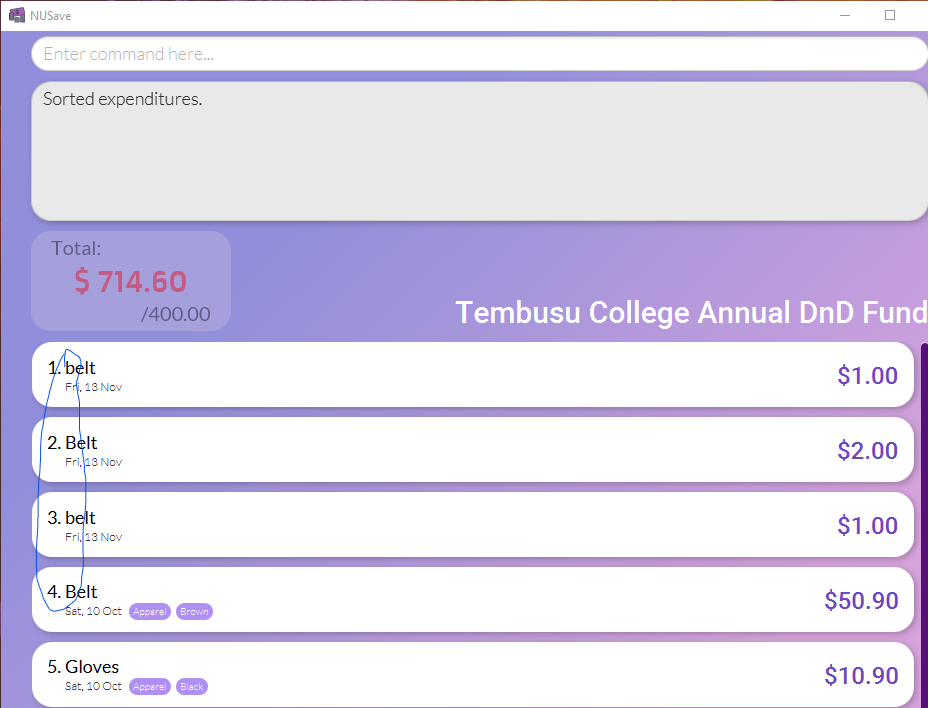 NUSave
Enter command here...
Sorted expenditures.
Total:
$ 714.60
/400.00
Tembusu College Annual DnD Fund
1. belt
Fri, 13 Nov
$1.00
2. Belt
Fri, 13 Nov
$2.00
3. belt
Fri, 13 Nov
$1.00
4. Belt
Sat, 10 Oct Apparel Brown
$50.90
5. Gloves
Sat, 10 Oct Apparel Black
$10.90